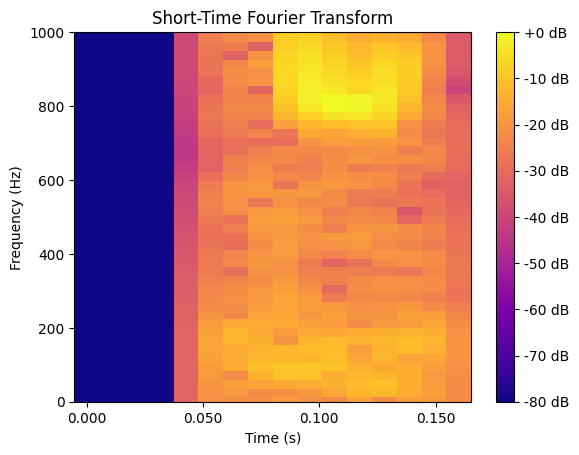 Short-Time Fourier Transform
1000
800
600
400
200
0
Frequency (Hz)
0.000
0.050
0.100
0.150
Time (s)
+0 dB
-10 dB
-20 dB
-30 dB
-40 dB
-50 dB
-60 dB
-70 dB
-80 dB